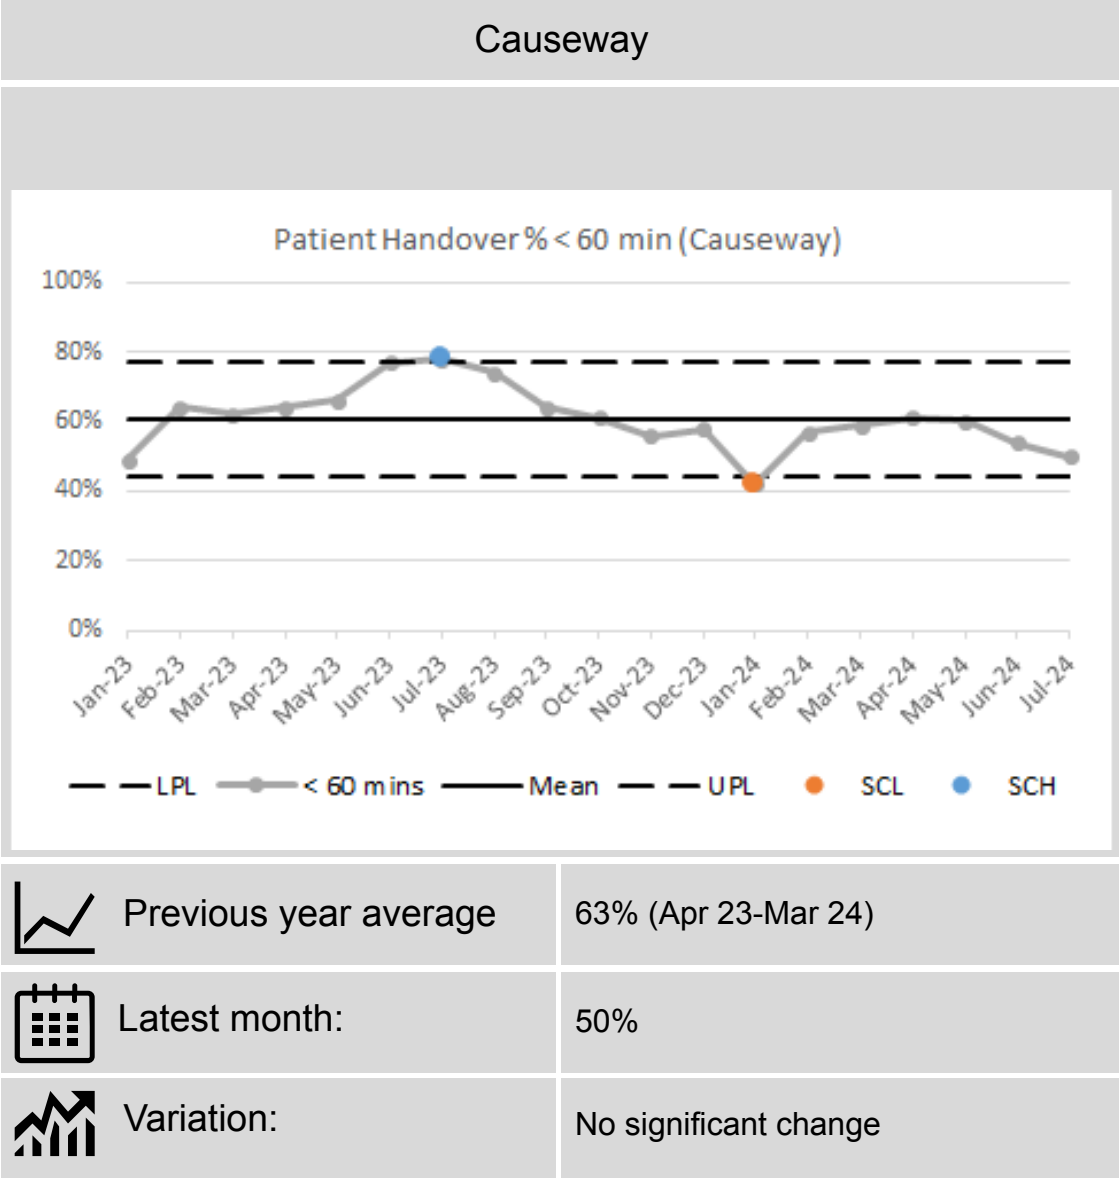 Causeway
Patient Handover % < 60 min (Causeway)
100%
80%
60%
40%
20%
0%
Jan-23 Feb-23 Mar-23 Apr-23 May-23 Jun-23 Jul-23 Aug-23 Sep-23 Oct-23 Nov-23 Dec-23 Jan-24 Feb-24 Mar-24 Apr-24 May-24 Jun-24 Jul-24
LPL < 60 mins Mean UPL SCL SCH
Previous year average 63% (Apr 23-Mar 24)
Latest month: 50%
Variation: No significant change